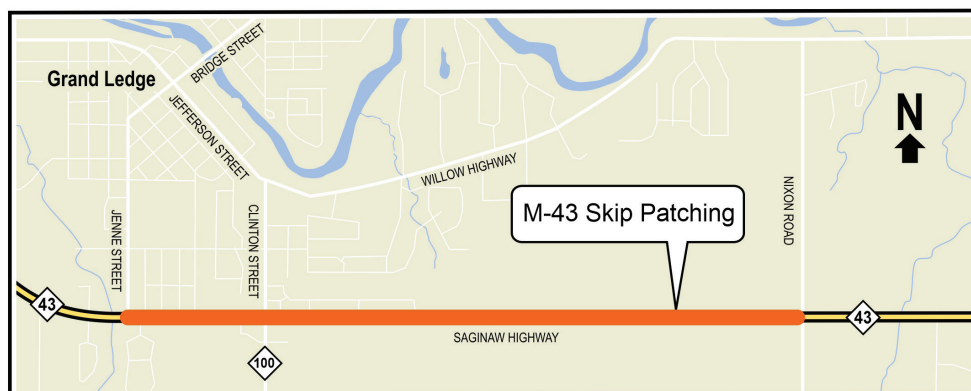 Grand Ledge
BRIDGE STREET
JEFFERSON STREET
WILLOW HIGHWAY
N
JENNE STREET
CLINTON STREET
NIXON ROAD
M-43 Skip Patching
43
43
SAGINAW HIGHWAY
100